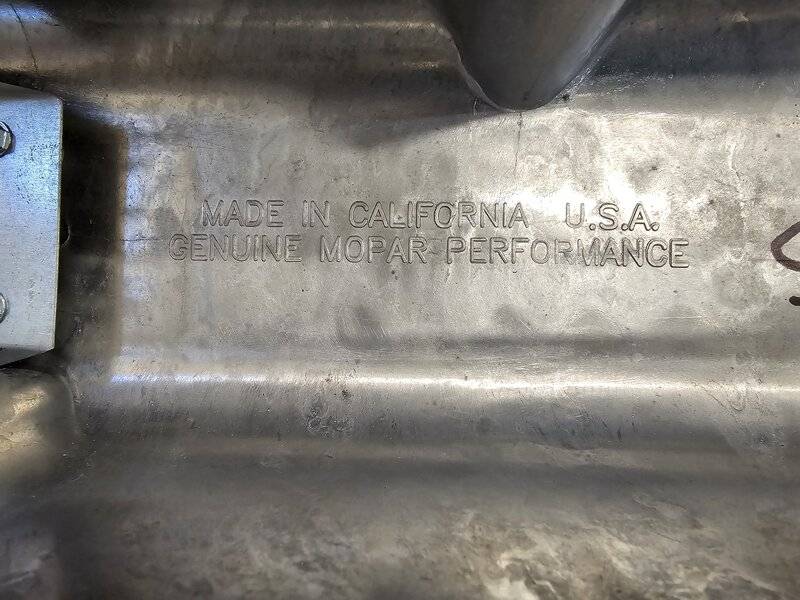 MADE IN CALIFORNIA U.S.A.
GENUINE MOPAR PERFORMANCE